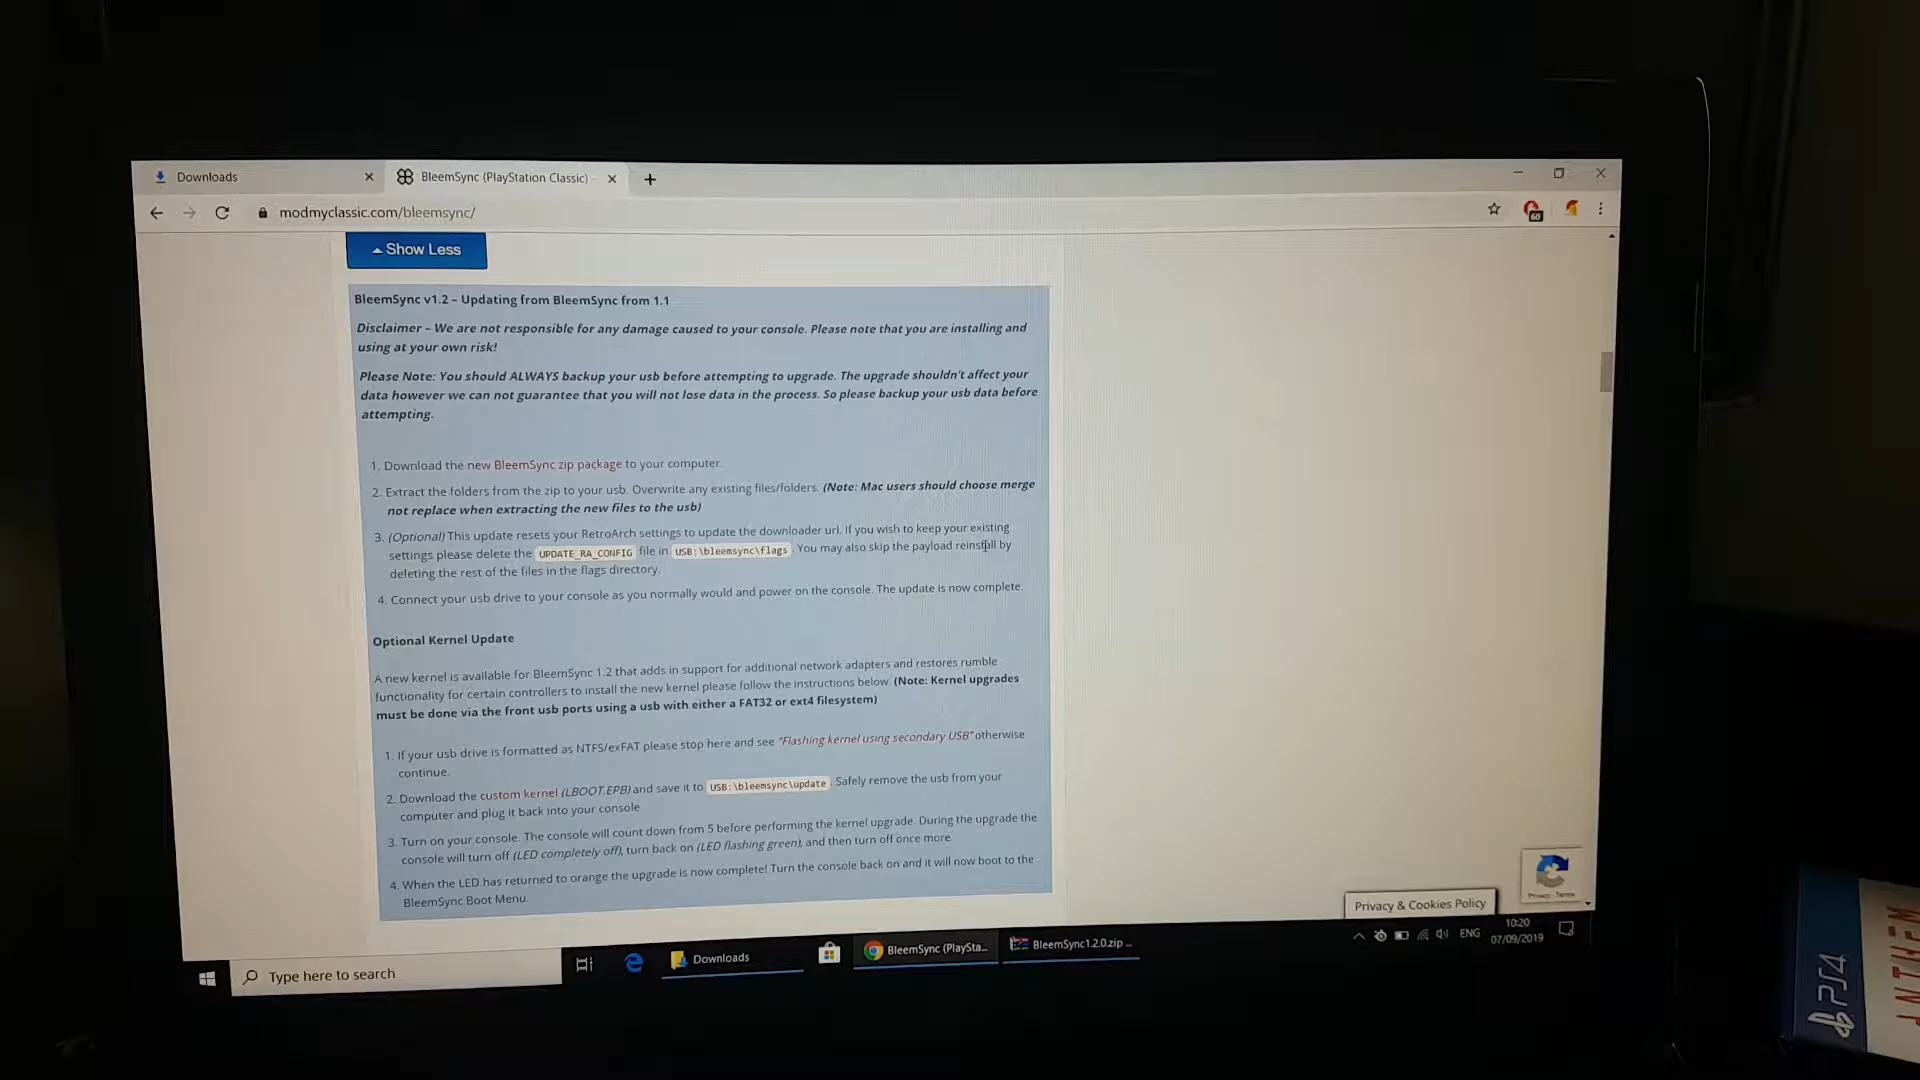 Downloads
BleemSync (PlayStation Classic) -
modmyclassic.com/bleemsync/
60
Show Less
BleemSync v1.2 – Updating from BleemSync from 1.1
Disclaimer – We are not responsible for any damage caused to your console. Please note that you are installing and
using at your own risk!
Please Note: You should ALWAYS backup your usb before attempting to upgrade. The upgrade shouldn't affect your
data however we can not guarantee that you will not lose data in the process. So please backup your usb data before
attempting.
1. Download the new BleemSync zip package to your computer.
2. Extract the folders from the zip to your usb. Overwrite any existing files/folders. (Note: Mac users should choose merge
not replace when extracting the new files to the usb)
3. (Optional) This update resets your RetroArch settings to update the downloader url. If you wish to keep your existing
settings please delete the UPDATE_RA_CONFIG file in USB:\bleemsync\flags. You may also skip the payload reinstall by
deleting the rest of the files in the flags directory.
4. Connect your usb drive to your console as you normally would and power on the console. The update is now complete.
Optional Kernel Update
A new kernel is available for BleemSync 1.2 that adds in support for additional network adapters and restores rumble
functionality for certain controllers to install the new kernel please follow the instructions below. (Note: Kernel upgrades
must be done via the front usb ports using a usb with either a FAT32 or ext4 filesystem)
1. If your usb drive is formatted as NTFS/exFAT please stop here and see "Flashing kernel using secondary USB" otherwise
continue.
2. Download the custom kernel (LBOOT.EPB) and save it to USB:\bleemsync\update. Safely remove the usb from your
computer and plug it back into your console
3. Turn on your console. The console will count down from 5 before performing the kernel upgrade. During the upgrade the
console will turn off (LED completely off), turn back on (LED flashing green), and then turn off once more.
4. When the LED has returned to orange the upgrade is now complete! Turn the console back on and it will now boot to the
BleemSync Boot Menu.
Privacy - Terms
Privacy & Cookies Policy
Type here to search
Downloads
BleemSync (PlaySta...
BleemSync1.2.0.zip ...
ENG
10:20
07/09/2019
PS4
ANTHEM